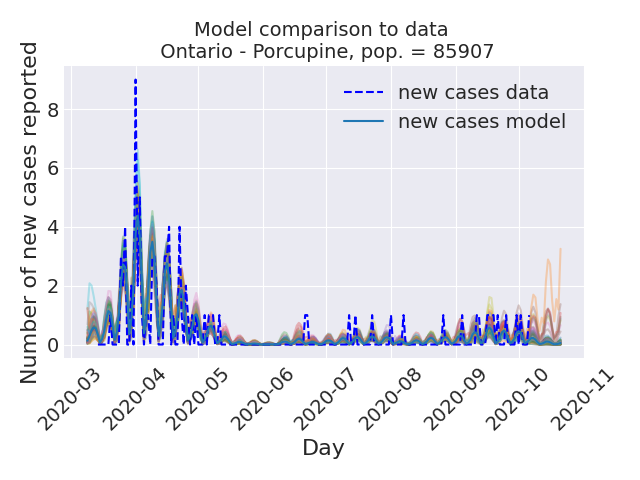 Model comparison to data
Ontario - Porcupine, pop. = 85907
new cases data
new cases model
Number of new cases reported
8
6
4
2
0
2020-03
2020-04
2020-05
2020-06
2020-07
2020-08
2020-09
2020-10
2020-11
Day